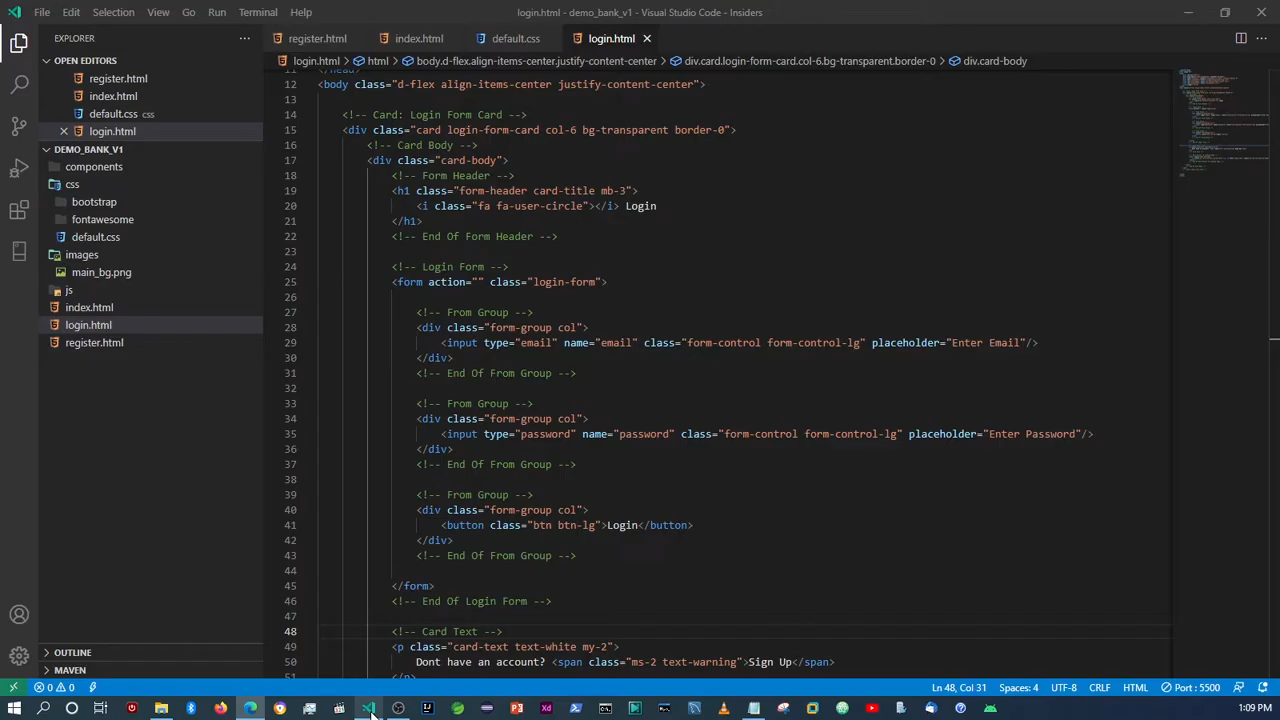 File Edit Selection View Go Run Terminal Help login.html - demo_bank_v1 - Visual Studio Code - Insiders
EXPLORER
OPEN EDITORS
register.html
index.html
default.css css
login.html
DEMO_BANK_V1
components
css
bootstrap
fontawesome
default.css
images
main_bg.png
js
index.html
login.html
register.html
OUTLINE
MAVEN
register.html index.html default.css login.html
login.html > html > body.d-flex.align-items-center.justify-content-center > div.card.login-form-card.col-6.bg-transparent.border-0 > div.card-body
11 </head>
12 <body class="d-flex align-items-center justify-content-center">
13
14 <!-- Card: Login Form Card -->
15 <div class="card login-form-card col-6 bg-transparent border-0">
16 <!-- Card Body -->
17 <div class="card-body">
18 <!-- Form Header -->
19 <h1 class="form-header card-title mb-3">
20 <i class="fa fa-user-circle"></i> Login
21 </h1>
22 <!-- End Of Form Header -->
23
24 <!-- Login Form -->
25 <form action="" class="login-form">
26
27 <!-- From Group -->
28 <div class="form-group col">
29 <input type="email" name="email" class="form-control form-control-lg" placeholder="Enter Email"/>
30 </div>
31 <!-- End Of From Group -->
32
33 <!-- From Group -->
34 <div class="form-group col">
35 <input type="password" name="password" class="form-control form-control-lg" placeholder="Enter Password"/>
36 </div>
37 <!-- End Of From Group -->
38
39 <!-- From Group -->
40 <div class="form-group col">
41 <button class="btn btn-lg">Login</button>
42 </div>
43 <!-- End Of From Group -->
44
45 </form>
46 <!-- End Of Login Form -->
47
48 <!-- Card Text -->
49 <p class="card-text text-white my-2">
50 Dont have an account? <span class="ms-2 text-warning">Sign Up</span>
51 </p>
0 0 Ln 48, Col 31 Spaces: 4 UTF-8 CRLF HTML Port : 5500
1:09 PM